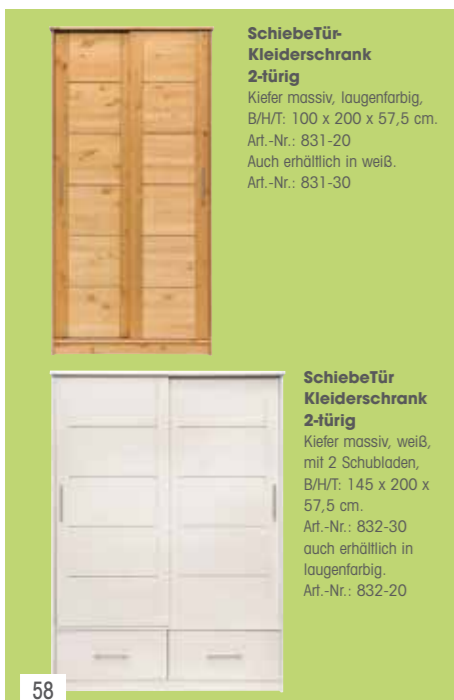 SchiebeTür-
Kleiderschrank
2-türig
Kiefer massiv, laugenfarbig,
B/H/T: 100 x 200 x 57,5 cm.
Art.-Nr.: 831-20
Auch erhältlich in weiß.
Art.-Nr.: 831-30
SchiebeTür
Kleiderschrank
2-türig
Kiefer massiv, weiß,
mit 2 Schubladen,
B/H/T: 145 x 200 x
57,5 cm.
Art.-Nr.: 832-30
auch erhältlich in
laugenfarbig.
Art.-Nr.: 832-20
58